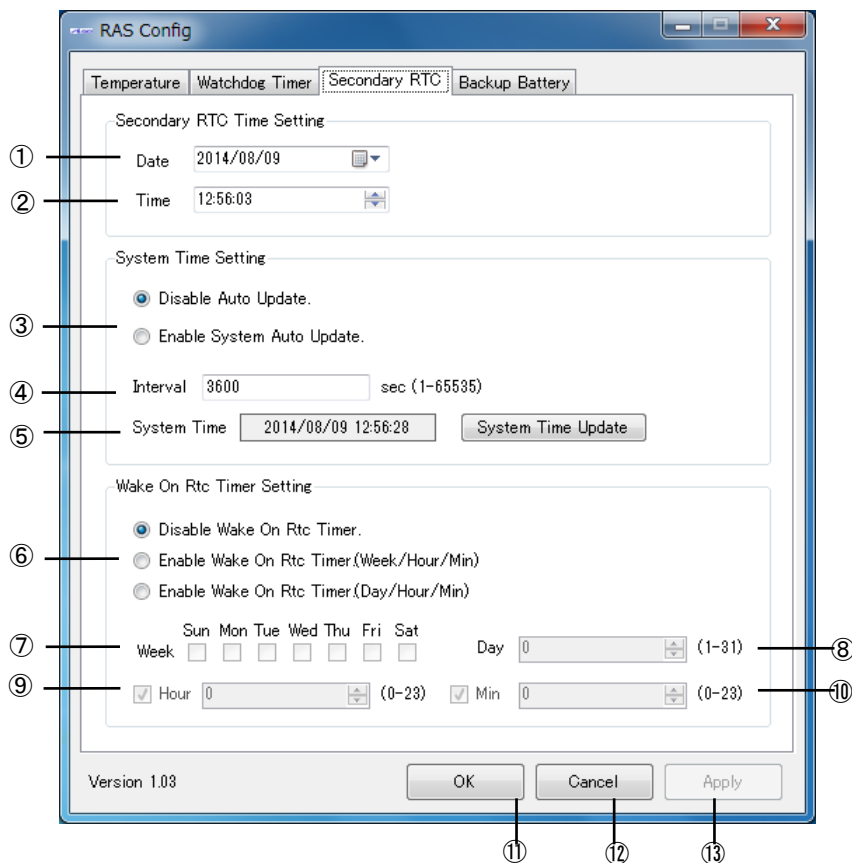 RAS Config
Temperature Watchdog Timer Secondary RTC Backup Battery
Secondary RTC Time Setting
① Date 2014/08/09
② Time 12:56:03
System Time Setting
Disable Auto Update.
③ Enable System Auto Update.
④ Interval 3600 sec (1-65535)
⑤ System Time 2014/08/09 12:56:28 System Time Update
Wake On Rtc Timer Setting
Disable Wake On Rtc Timer.
⑥ Enable Wake On Rtc Timer.(Week/Hour/Min)
Enable Wake On Rtc Timer.(Day/Hour/Min)
Sun Mon Tue Wed Thu Fri Sat
⑦ Week Day 0 (1-31) ⑧
⑨ Hour 0 (0-23) Min 0 (0-23) ⑩
Version 1.03 OK Cancel Apply
⑪ ⑫ ⑬